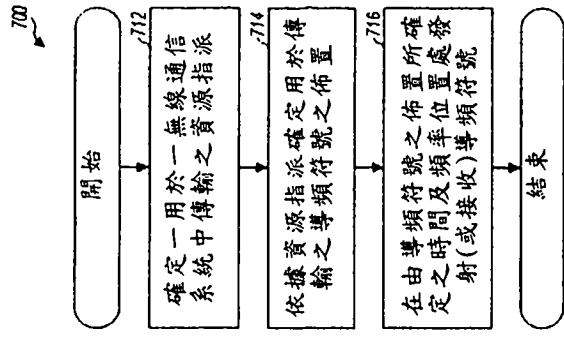 700
開始
712
確定一用於一無線通信
系統中傳輸之資源指派
714
依據資源指派確定用於傳
輸之導頻符號之佈置
716
在由導頻符號之佈置所確
定之時間及頻率位置處發
射(或接收)導頻符號
結束